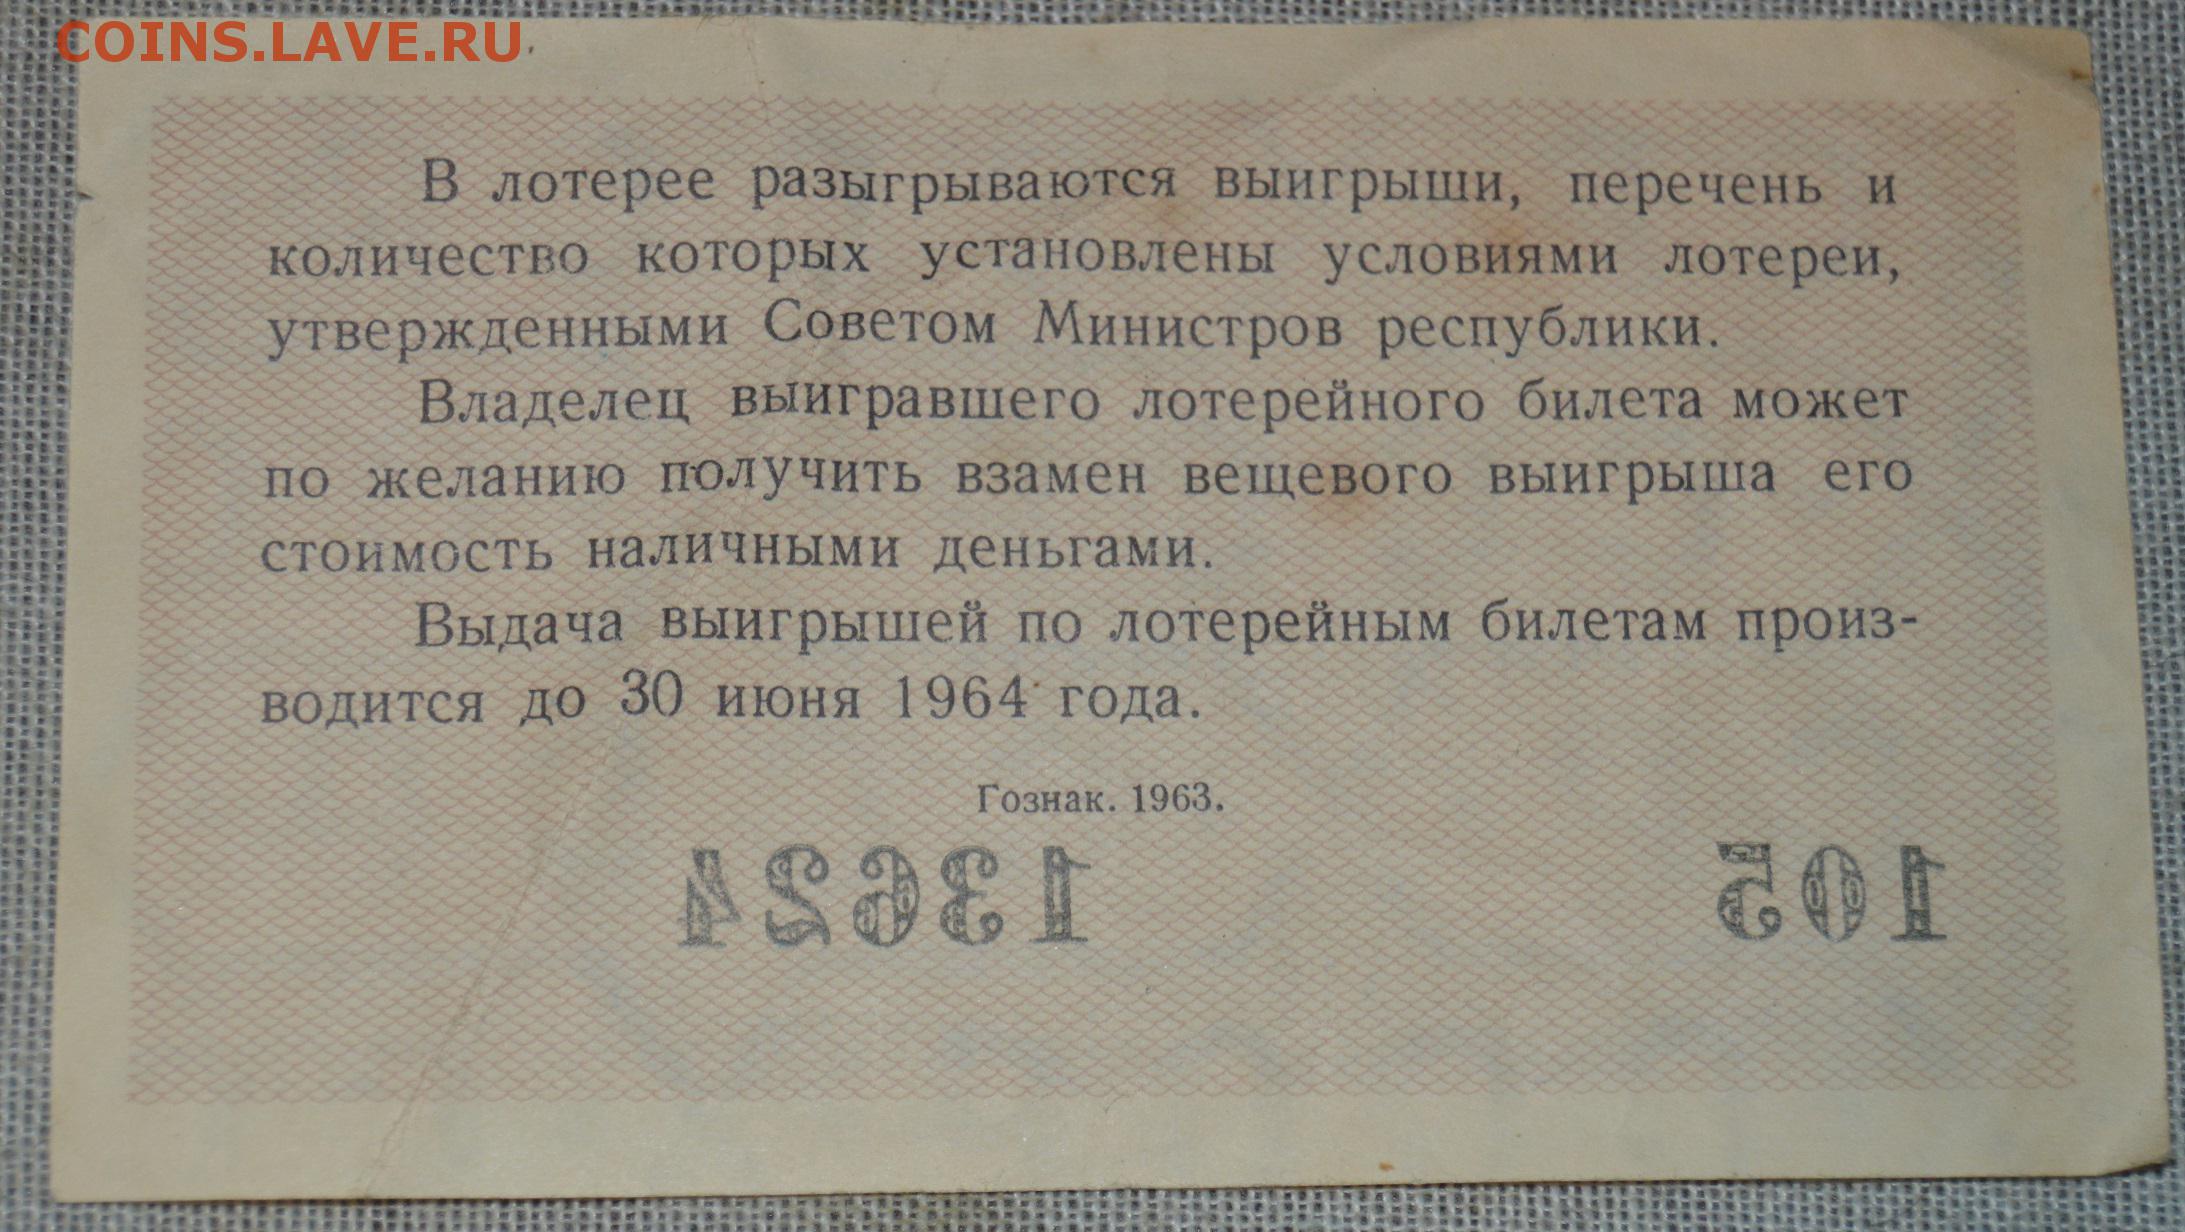 COINS.LAVE.RU
В лотерее разыгрываются выигрыши, перечень и
количество которых установлены условиями лотереи,
утвержденными Советом Министров республики.
Владелец выигравшего лотерейного билета может
по желанию получить взамен вещевого выигрыша его
стоимость наличными деньгами.
Выдача выигрышей по лотерейным билетам произ-
водится до 30 июня 1964 года.
Гознак. 1963.
13624 105